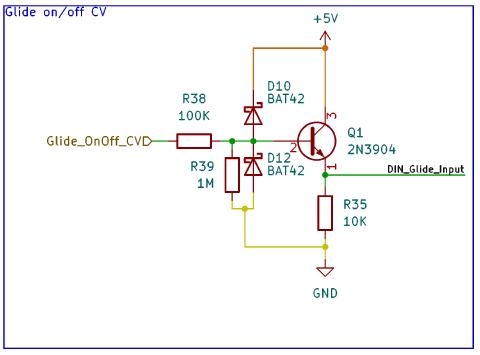 Glide on/off CV
+5V
D10
BAT42
R38
100K
3
Q1
2N3904
Glide_OnOff_CV
2
R39
1M
D12
BAT42
1
DIN_Glide_Input
R35
10K
GND